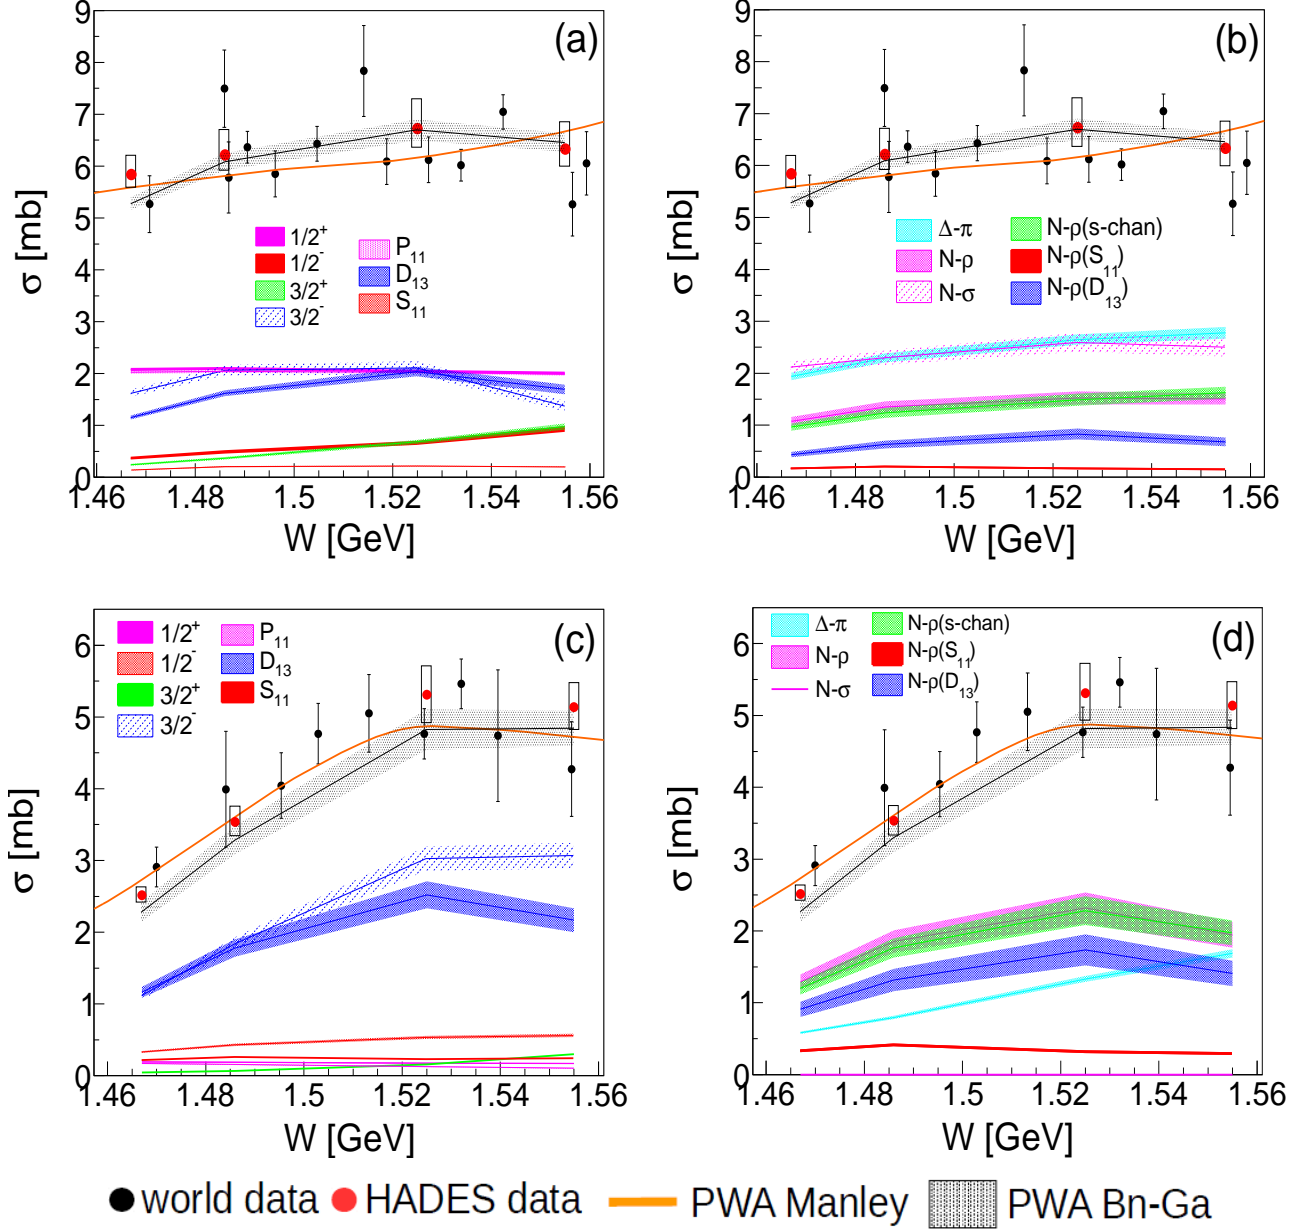 (a)
σ [mb]
9
8
7
6
5
4
3
2
1
0
1/2+
1/2-
3/2+
3/2-
P11
D13
S11
1.46 1.48 1.5 1.52 1.54 1.56
W [GeV]
(b)
σ [mb]
9
8
7
6
5
4
3
2
1
0
Δ-π
N-ρ
N-σ
N-ρ(s-chan)
N-ρ(S11)
N-ρ(D13)
1.46 1.48 1.5 1.52 1.54 1.56
W [GeV]
(c)
σ [mb]
6
5
4
3
2
1
0
1/2+
1/2-
3/2+
3/2-
P11
D13
S11
1.46 1.48 1.5 1.52 1.54 1.56
W [GeV]
(d)
σ [mb]
6
5
4
3
2
1
0
Δ-π
N-ρ
N-σ
N-ρ(s-chan)
N-ρ(S11)
N-ρ(D13)
1.46 1.48 1.5 1.52 1.54 1.56
W [GeV]
world data HADES data PWA Manley PWA Bn-Ga